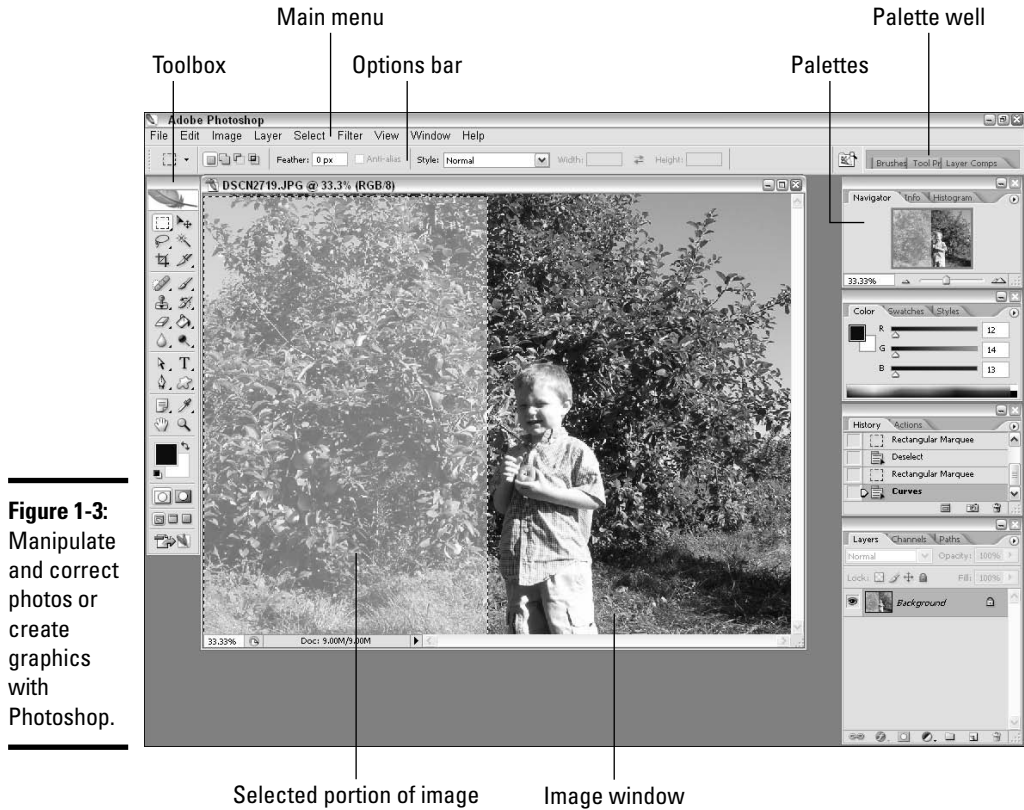 Main menu
Palette well
Toolbox
Options bar
Palettes
Adobe Photoshop
File Edit Image Layer Select Filter View Window Help
Feather: 0 px Anti-alias Style: Normal Width: Height:
Brushes Tool Pr Layer Comps
DSCN2719.JPG @ 33.3% (RGB/8)
Navigator Info Histogram
33.33%
Color Swatches Styles
R 12
G 14
B 13
History Actions
Rectangular Marquee
Deselect
Rectangular Marquee
Curves
Layers Channels Paths
Normal Opacity: 100%
Lock: Fill: 100%
Background
33.33% Doc: 9.00M/9.00M
Figure 1-3:
Manipulate
and correct
photos or
create
graphics
with
Photoshop.
Selected portion of image
Image window